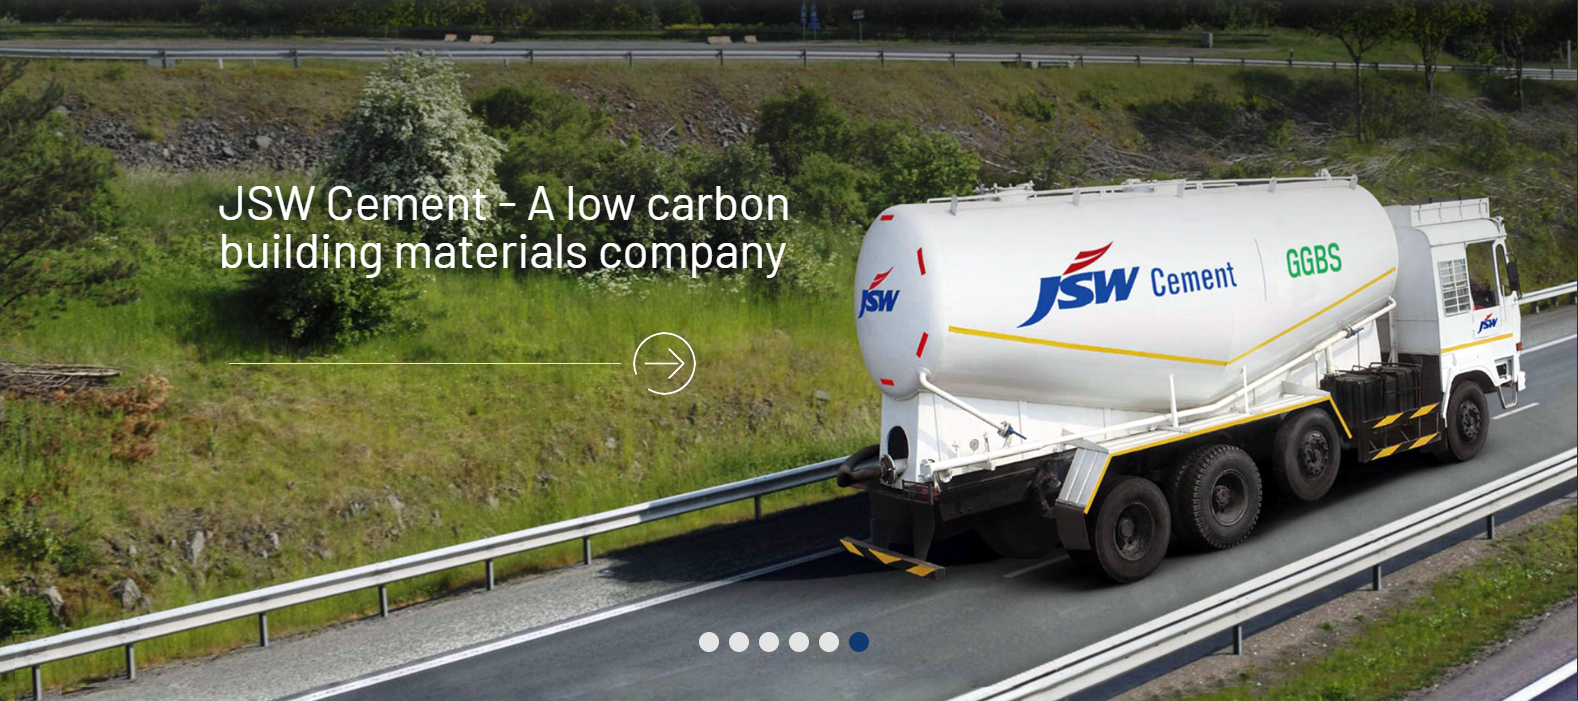 JSW Cement - A low carbon
building materials company
JSW Cement GGBS
JSW
JSW